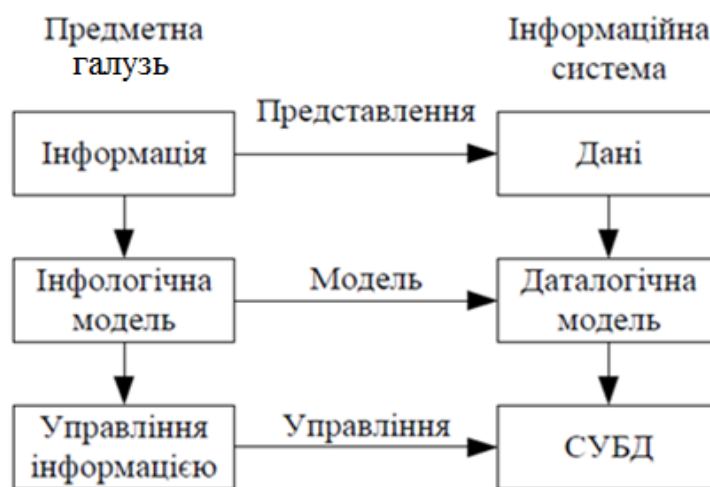 Предметна
галузь
Інформаційна
система
Представлення
Інформація
Дані
Інфологічна
модель
Модель
Даталогічна
модель
Управління
інформацією
Управління
СУБД